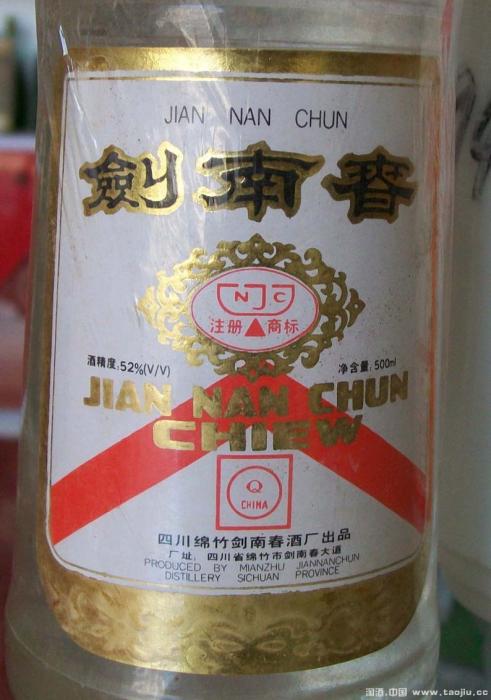 JIAN NAN CHUN
劍南春
NJC
注册 商标
酒精度:52%(V/V)
净含量:500ml
JIAN NAN CHUN
CHIEW
Q
CHINA
四川绵竹剑南春酒厂出品
厂址:四川省绵竹市剑南春大道
PRODUCED BY MIANZHU JIANNANCHUN
DISTILLERY SICHUAN PROVINCE
淘酒.中国 www.taojiu.cc